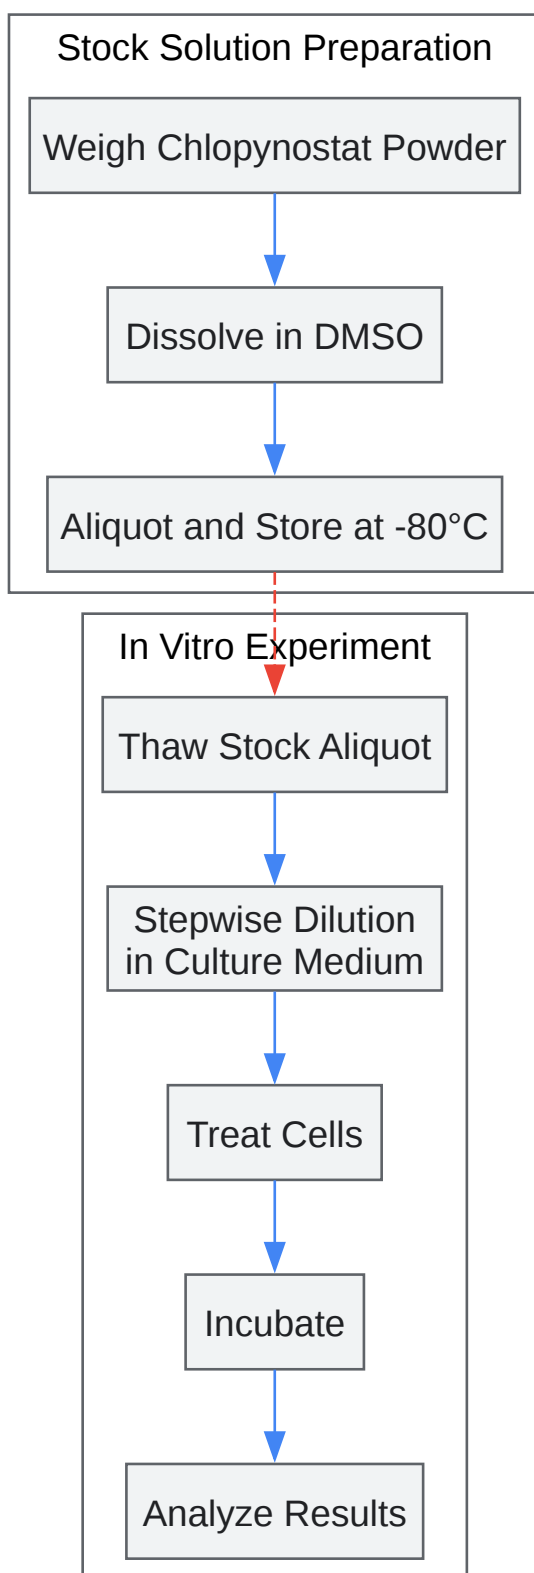 Stock Solution Preparation
Weigh Chlopynostat Powder
Dissolve in DMSO
Aliquot and Store at -80°C
In Vitro Experiment
Thaw Stock Aliquot
Stepwise Dilution
in Culture Medium
Treat Cells
Incubate
Analyze Results